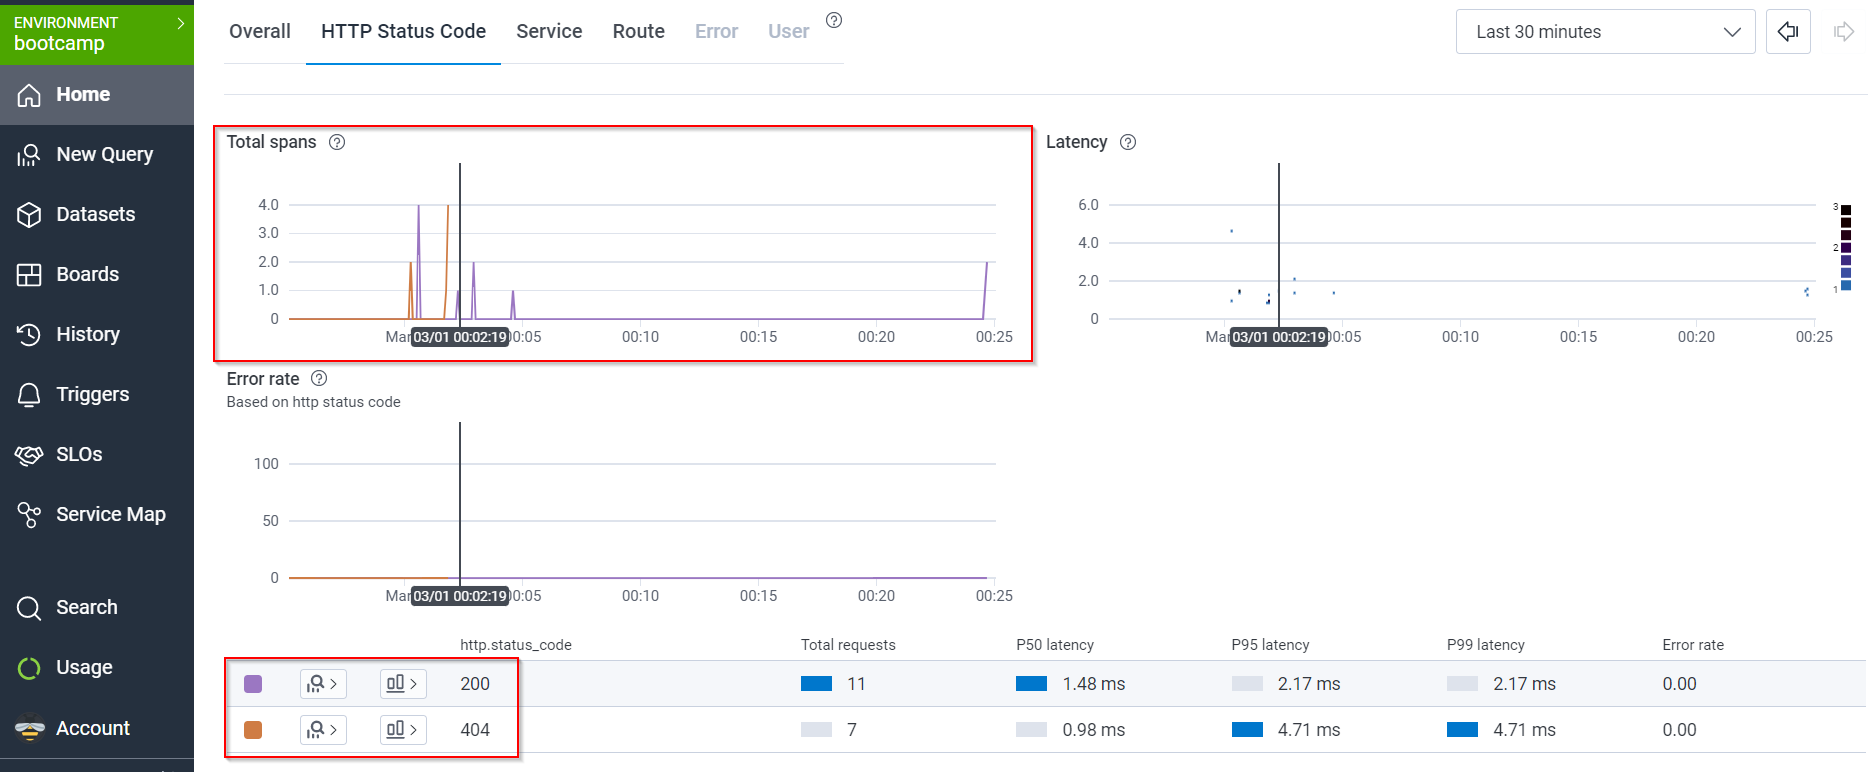 ENVIRONMENT
bootcamp
Home
New Query
Datasets
Boards
History
Triggers
SLOs
Service Map
Search
Usage
Account
Overall HTTP Status Code Service Route Error User
Last 30 minutes
Total spans
4.0
3.0
2.0
1.0
0
Mar 03/01 00:02:19 0:05 00:10 00:15 00:20 00:25
Latency
6.0
4.0
2.0
0
3
2
1
Mar 03/01 00:02:19 0:05 00:10 00:15 00:20 00:25
Error rate
Based on http status code
100
50
0
Mar 03/01 00:02:19 0:05 00:10 00:15 00:20 00:25
http.status_code Total requests P50 latency P95 latency P99 latency Error rate
200 11 1.48 ms 2.17 ms 2.17 ms 0.00
404 7 0.98 ms 4.71 ms 4.71 ms 0.00